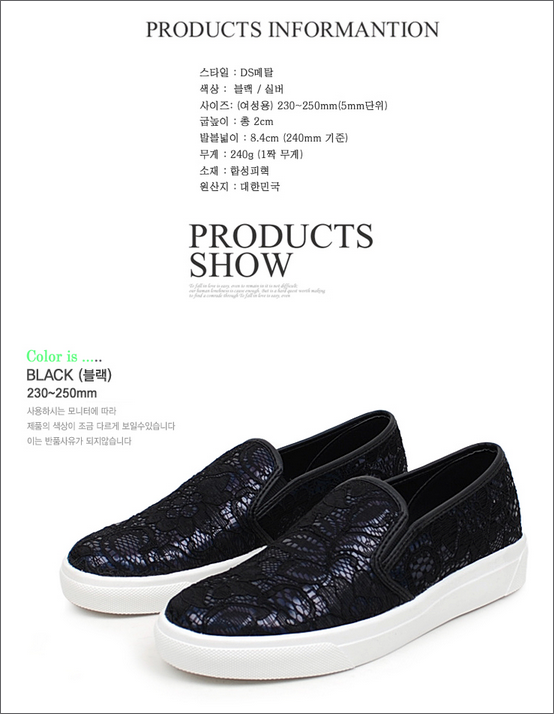 PRODUCTS INFORMANTION
스타일 : DS메탈
색상 : 블랙 / 실버
사이즈: (여성용) 230~250mm(5mm단위)
굽높이 : 총 2cm
발볼넓이 : 8.4cm (240mm 기준)
무게 : 240g (1짝 무게)
소재 : 합성피혁
원산지 : 대한민국
PRODUCTS
SHOW
Color is .....
BLACK (블랙)
230~250mm
사용하시는 모니터에 따라
제품의 색상이 조금 다르게 보일수있습니다
이는 반품사유가 되지않습니다